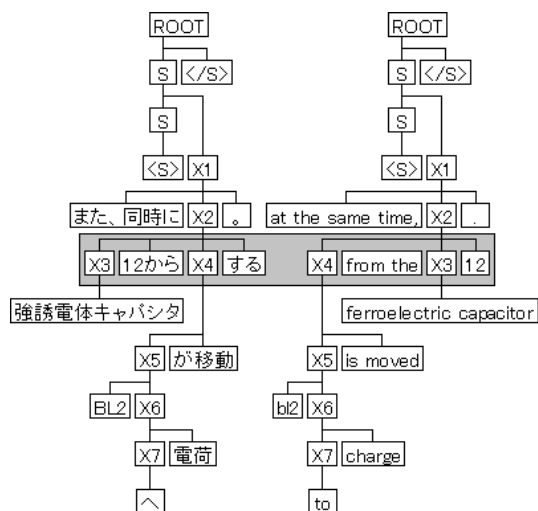 ROOT ROOT
S </S> S </S>
S S
<S> X1 <S> X1
また、同時に X2 。 at the same time, X2 .
X3 12から X4 する X4 from the X3 12
強誘電体キャパシタ ferroelectric capacitor
X5 が移動 X5 is moved
BL2 X6 bl2 X6
X7 電荷 X7 charge
へ to